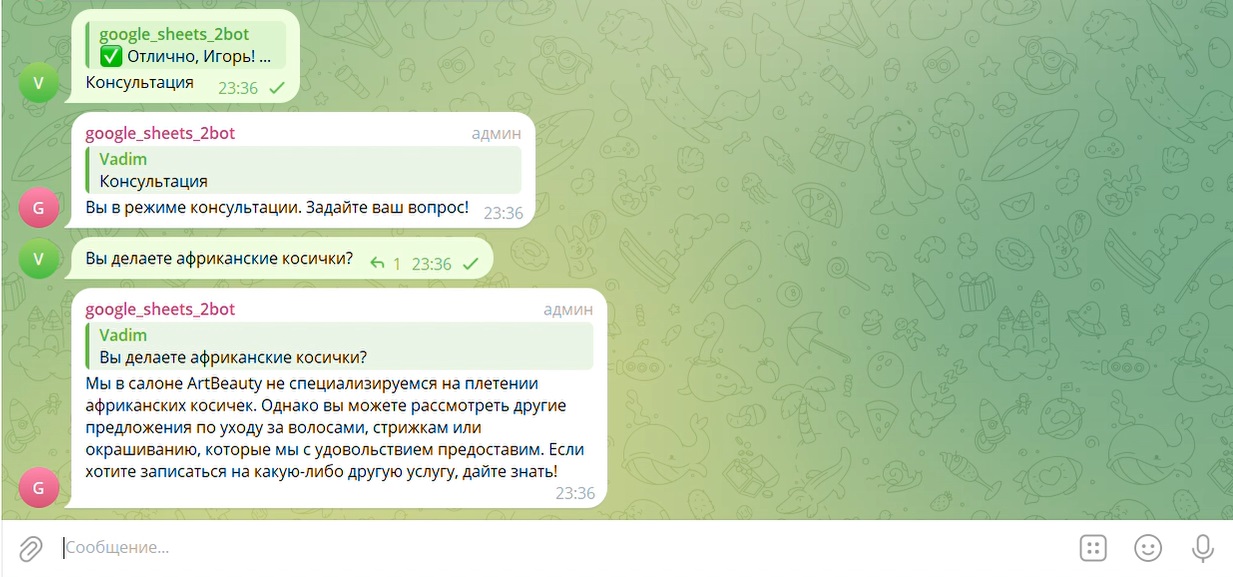 google_sheets_2bot
✅ Отлично, Игорь! ...
V
Консультация 23:36
google_sheets_2bot админ
Vadim
Консультация
G
Вы в режиме консультации. Задайте ваш вопрос! 23:36
V
Вы делаете африканские косички? 1 23:36
google_sheets_2bot админ
Vadim
Вы делаете африканские косички?
Мы в салоне ArtBeauty не специализируемся на плетении
африканских косичек. Однако вы можете рассмотреть другие
предложения по уходу за волосами, стрижкам или
окрашиванию, которые мы с удовольствием предоставим. Если
хотите записаться на какую-либо другую услугу, дайте знать!
G
23:36
Сообщение...